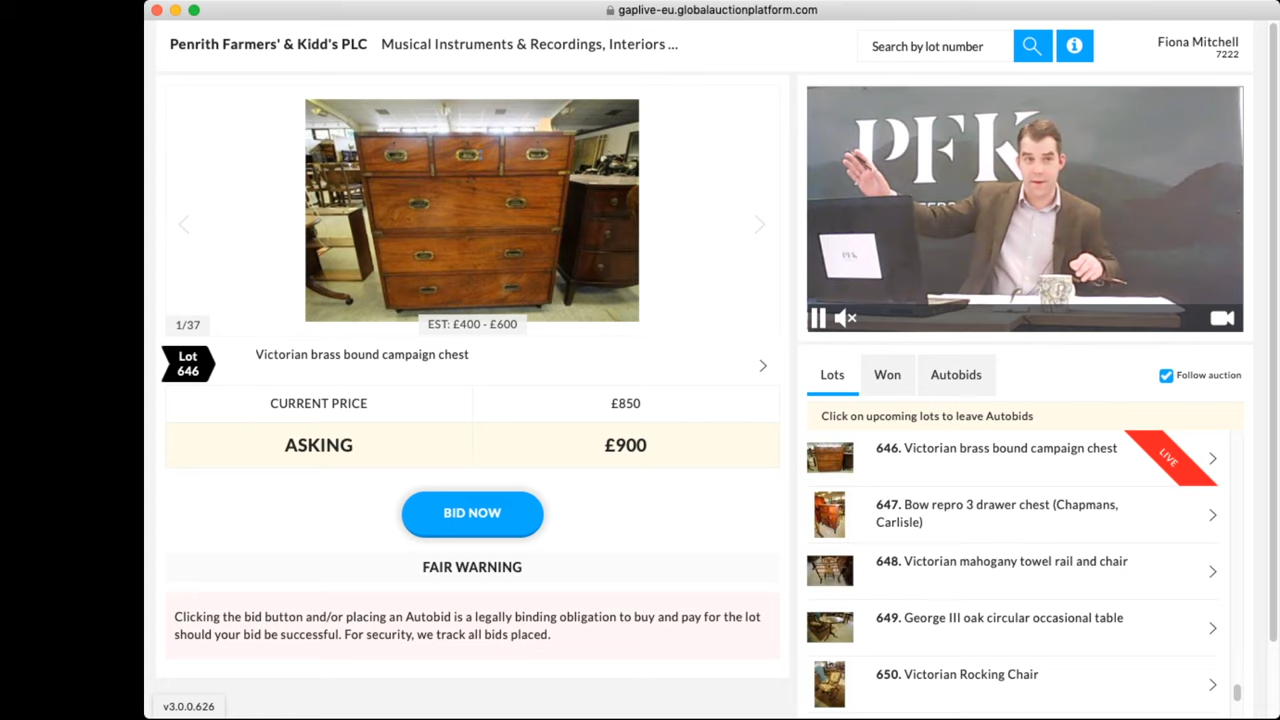 gaplive-eu.globalauctionplatform.com
Penrith Farmers' & Kidd's PLC Musical Instruments & Recordings, Interiors ...
Search by lot number
Fiona Mitchell
7222
PFK
PFK
EST: £400 - £600
1/37
Lot
646
Victorian brass bound campaign chest
CURRENT PRICE £850
ASKING £900
BID NOW
FAIR WARNING
Clicking the bid button and/or placing an Autobid is a legally binding obligation to buy and pay for the lot
should your bid be successful. For security, we track all bids placed.
v3.0.0.626
Lots Won Autobids Follow auction
Click on upcoming lots to leave Autobids
646. Victorian brass bound campaign chest
LIVE
647. Bow repro 3 drawer chest (Chapmans,
Carlisle)
648. Victorian mahogany towel rail and chair
649. George III oak circular occasional table
650. Victorian Rocking Chair